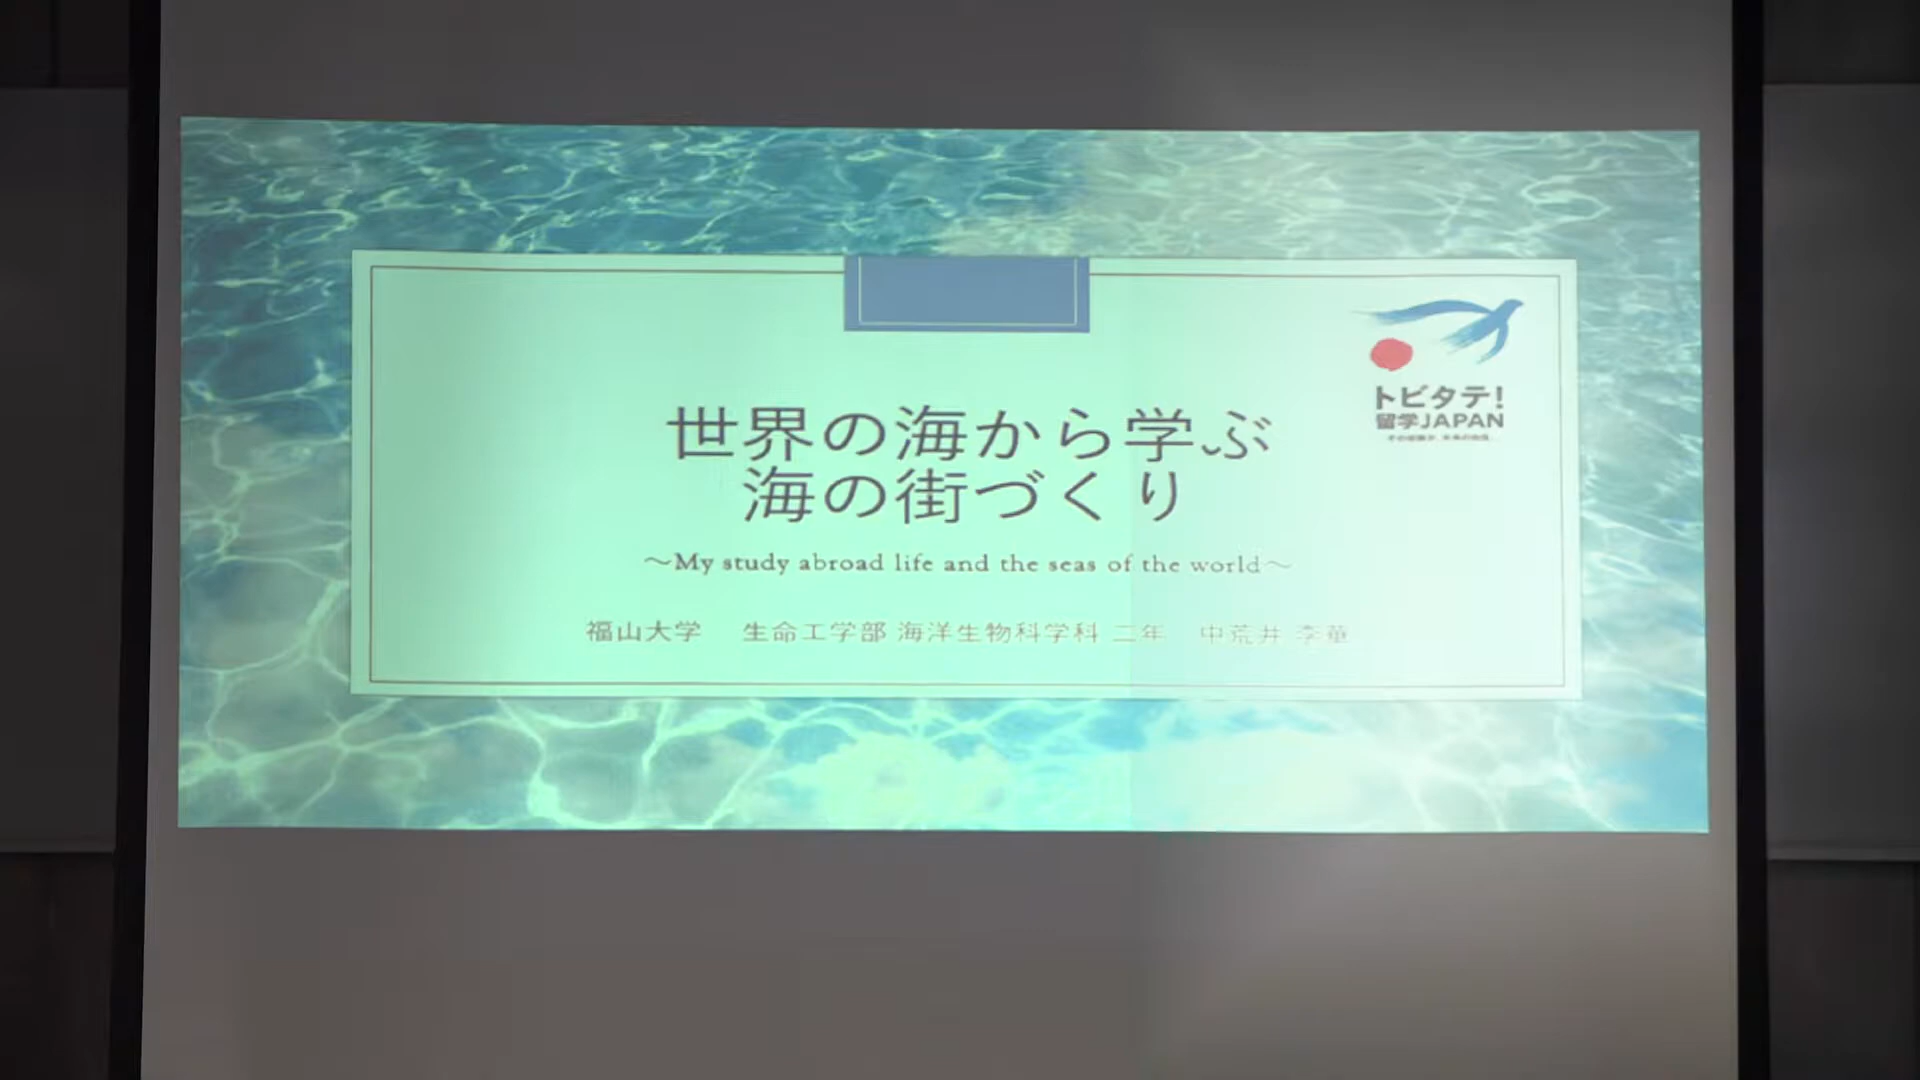 トビタテ!
留学JAPAN
世界の海から学ぶ
海の街づくり
～My study abroad life and the seas of the world～
福山大学 生命工学部 海洋生物科学科 二年 中荒井 李華